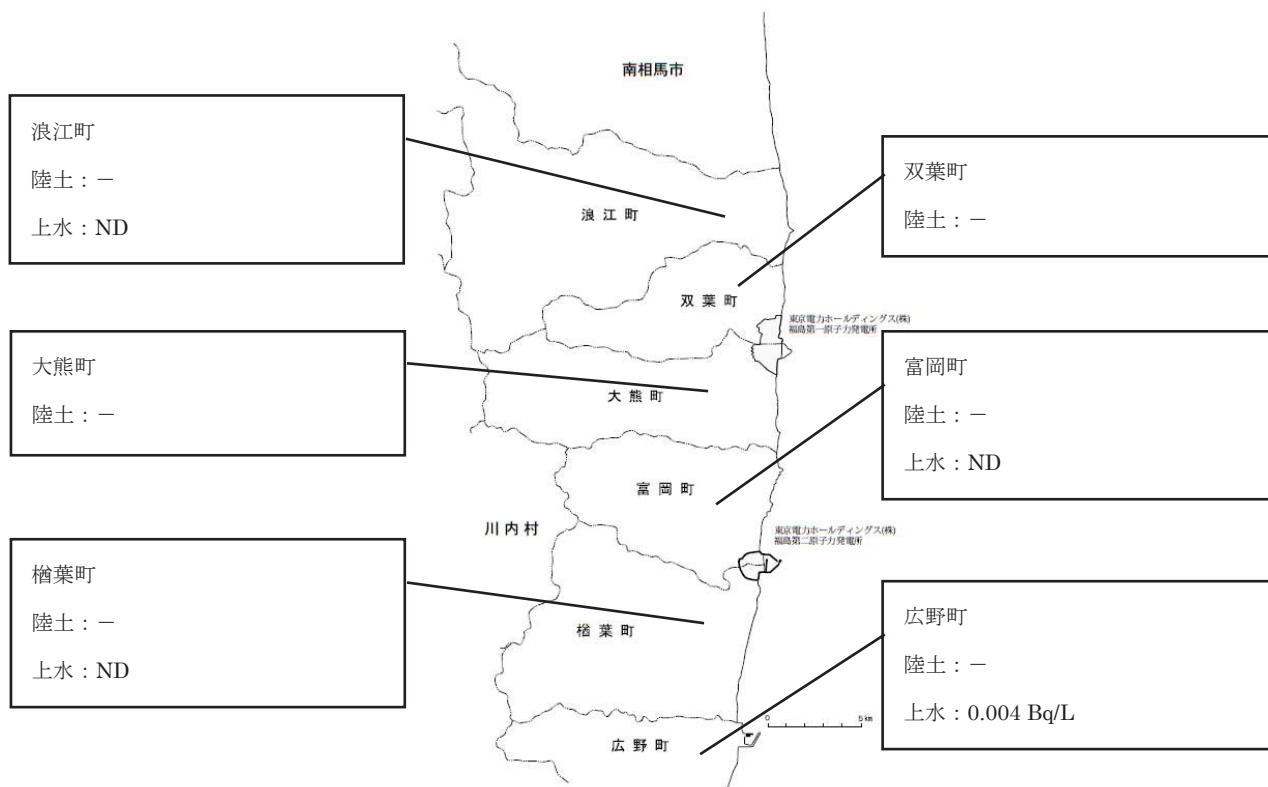 南相馬市
浪江町
陸土：－
上水：ND
双葉町
陸土：－
浪江町
双葉町
東京電力ホールディングス(株)
福島第一原子力発電所
大熊町
陸土：－
富岡町
陸土：－
上水：ND
大熊町
富岡町
川内村
東京電力ホールディングス(株)
福島第二原子力発電所
楢葉町
陸土：－
上水：ND
広野町
陸土：－
上水：0.004 Bq/L
楢葉町
0 5 km
広野町